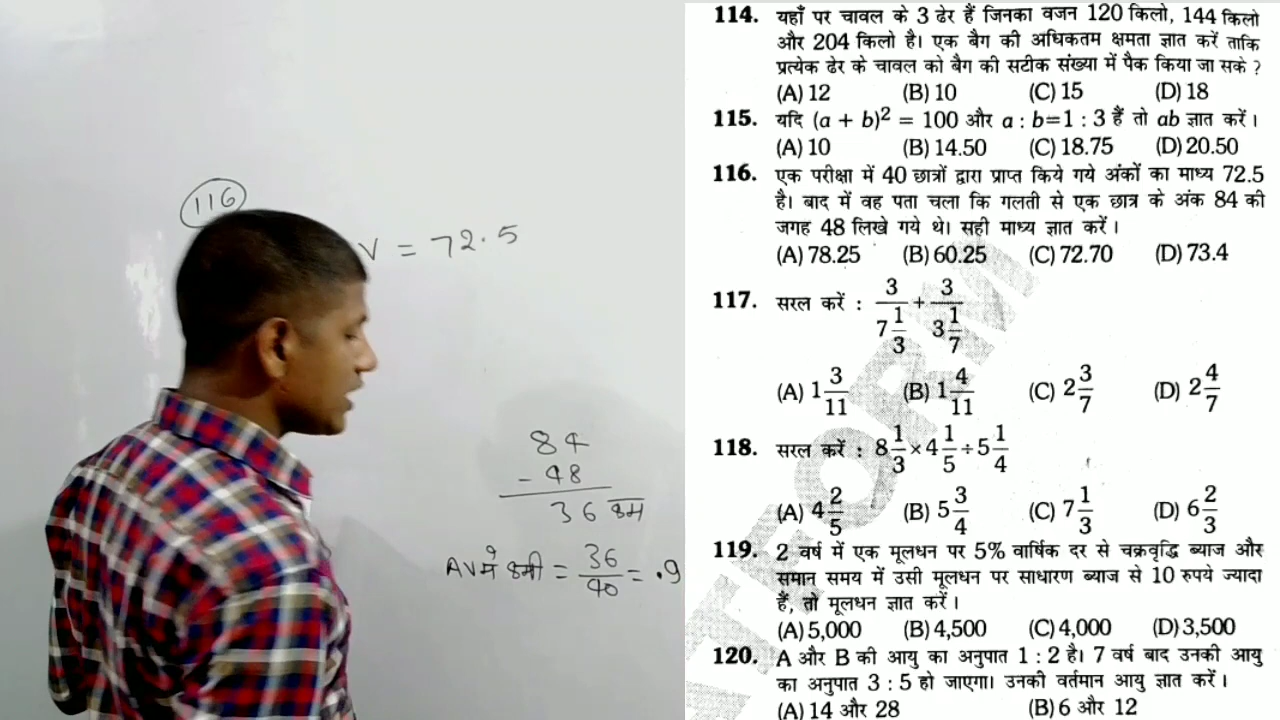 116
V = 72.5
84
- 48
36 कम
AV में कमी = 36/40 = .9
114. यहाँ पर चावल के 3 ढेर हैं जिनका वजन 120 किलो, 144 किलो
और 204 किलो है। एक बैग की अधिकतम क्षमता ज्ञात करें ताकि
प्रत्येक ढेर के चावल को बैग की सटीक संख्या में पैक किया जा सके ?
(A) 12 (B) 10 (C) 15 (D) 18
115. यदि (a + b)² = 100 और a : b=1 : 3 हैं तो ab ज्ञात करें।
(A) 10 (B) 14.50 (C) 18.75 (D) 20.50
116. एक परीक्षा में 40 छात्रों द्वारा प्राप्त किये गये अंकों का माध्य 72.5
है। बाद में वह पता चला कि गलती से एक छात्र के अंक 84 की
जगह 48 लिखे गये थे। सही माध्य ज्ञात करें।
(A) 78.25 (B) 60.25 (C) 72.70 (D) 73.4
117. सरल करें : 3/(7 1/3) + 3/(3 1/7)
(A) 1 3/11 (B) 1 4/11 (C) 2 3/7 (D) 2 4/7
118. सरल करें : 8 1/3 × 4 1/5 ÷ 5 1/4
(A) 4 2/5 (B) 5 3/4 (C) 7 1/3 (D) 6 2/3
119. 2 वर्ष में एक मूलधन पर 5% वार्षिक दर से चक्रवृद्धि ब्याज और
समान समय में उसी मूलधन पर साधारण ब्याज से 10 रुपये ज्यादा
हैं, तो मूलधन ज्ञात करें।
(A) 5,000 (B) 4,500 (C) 4,000 (D) 3,500
120. A और B की आयु का अनुपात 1 : 2 है। 7 वर्ष बाद उनकी आयु
का अनुपात 3 : 5 हो जाएगा। उनकी वर्तमान आयु ज्ञात करें।
(A) 14 और 28 (B) 6 और 12